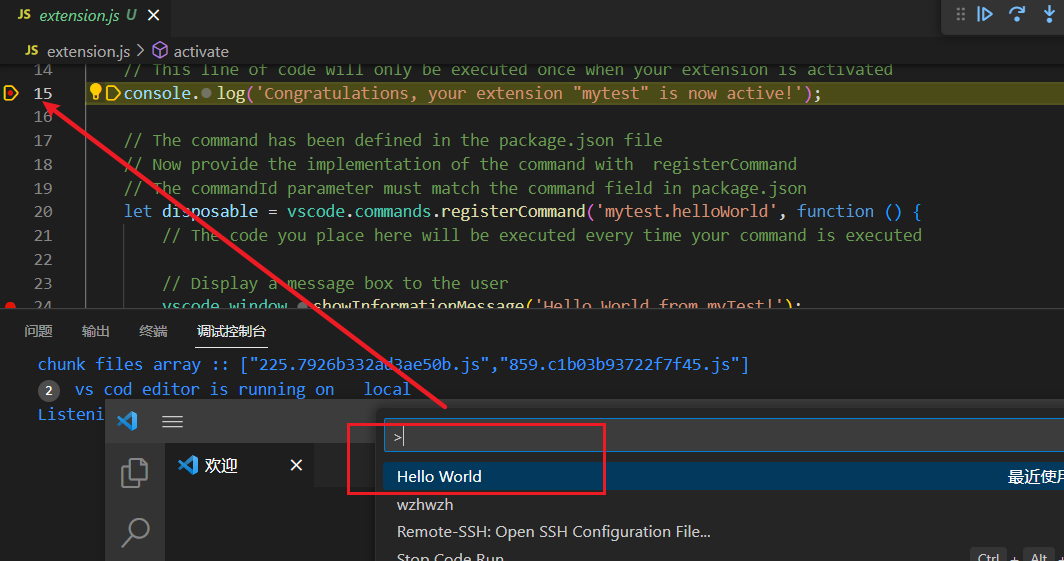 JS extension.js U ×
JS extension.js > activate
14 // This line of code will only be executed once when your extension is activated
15 console.log('Congratulations, your extension "mytest" is now active!');
16
17 // The command has been defined in the package.json file
18 // Now provide the implementation of the command with  registerCommand
19 // The commandId parameter must match the command field in package.json
20 let disposable = vscode.commands.registerCommand('mytest.helloWorld', function () {
21 // The code you place here will be executed every time your command is executed
22
23 // Display a message box to the user
24 vscode.window.showInformationMessage('Hello World from myTest!');
问题 输出 终端 调试控制台
chunk files array :: ["225.7926b332ad3ae50b.js","859.c1b03b93722f7f45.js"]
2 vs cod editor is running on   local
Listeni
>
欢迎 ×
Hello World 最近使用
wzhwzh
Remote-SSH: Open SSH Configuration File...
Stop Code Run Ctrl + Alt +